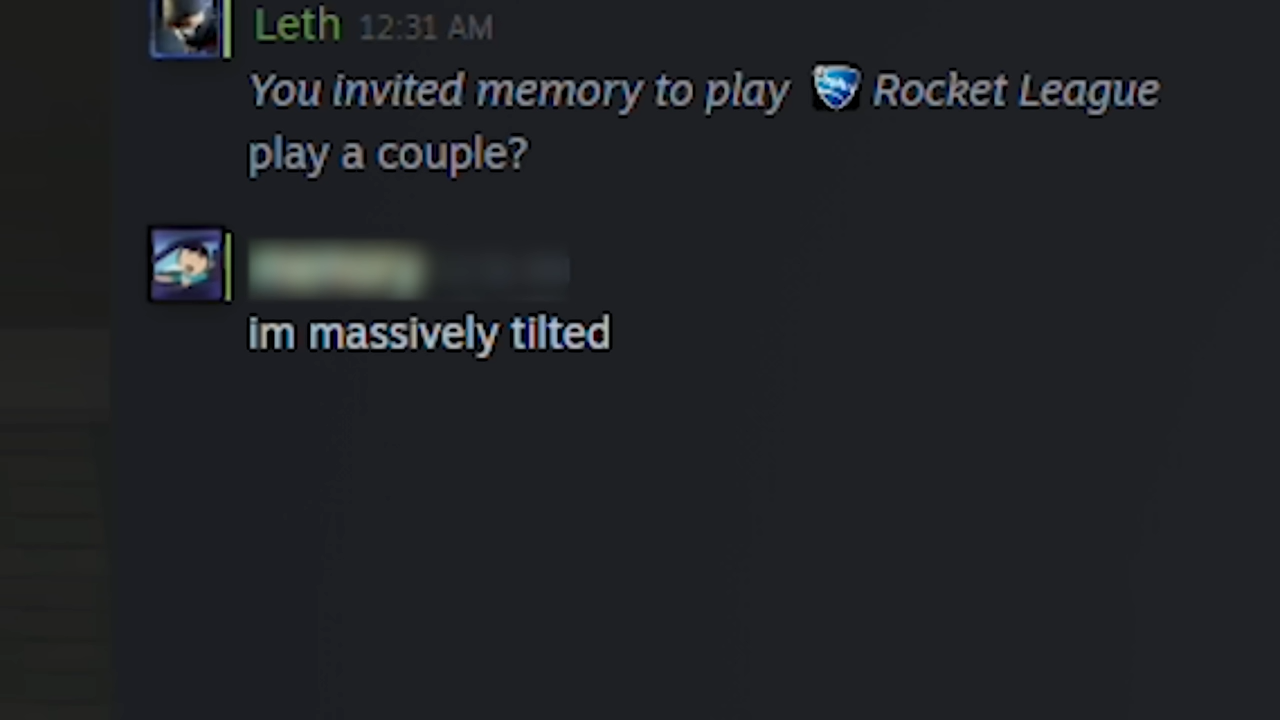 Leth 12:31 AM
You invited memory to play Rocket League
play a couple?
im massively tilted